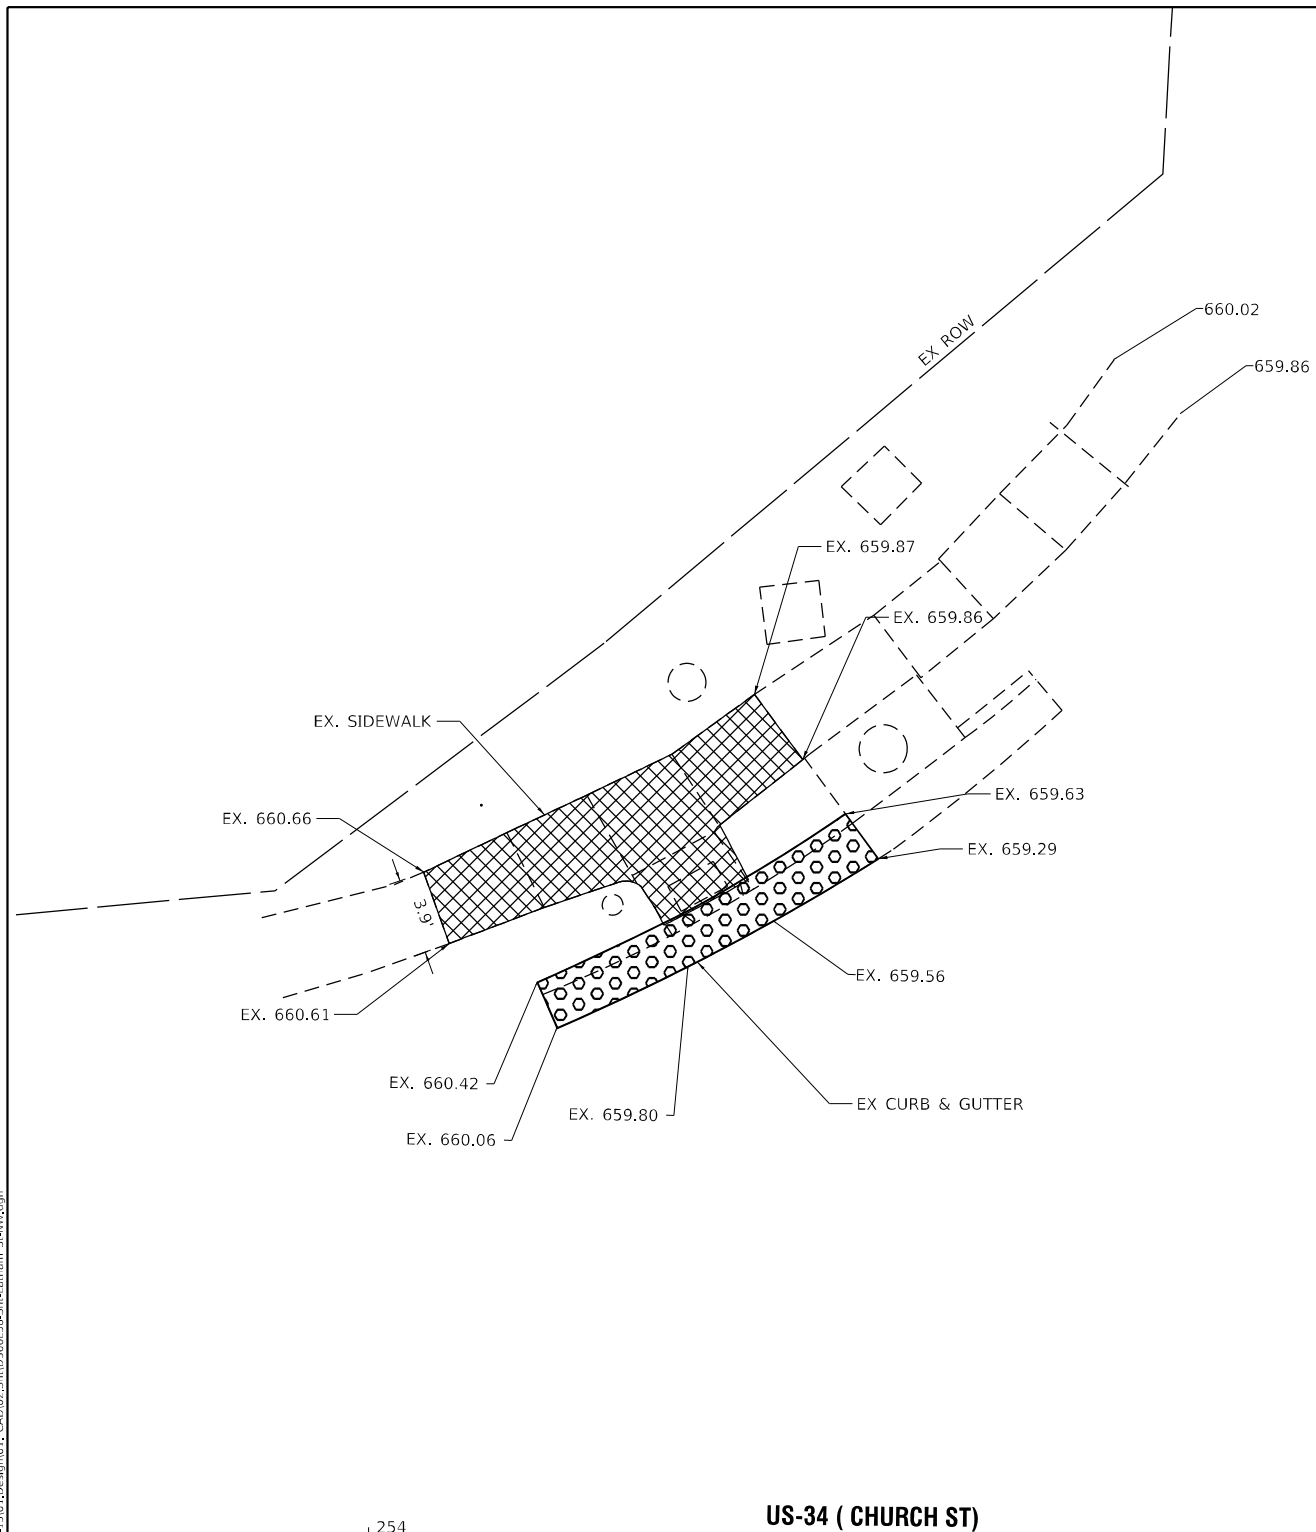 660.02
EX ROW
659.86
EX. 659.87
EX. 659.86
EX. SIDEWALK
EX. 659.63
EX. 660.66
EX. 659.29
3.9'
EX. 659.56
EX. 660.61
EX. 660.42
EX. 659.80
EX CURB & GUTTER
EX. 660.06
US-34 ( CHURCH ST)
254